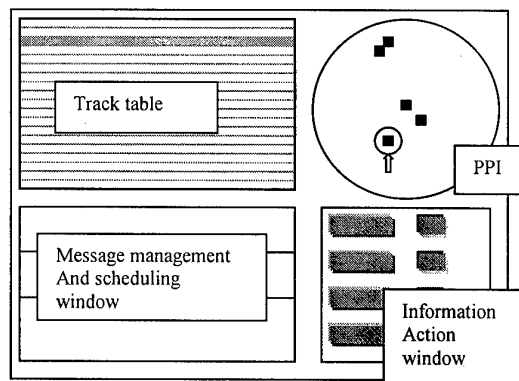 Track table
PPI
Message management
And scheduling
window
Information
Action
window